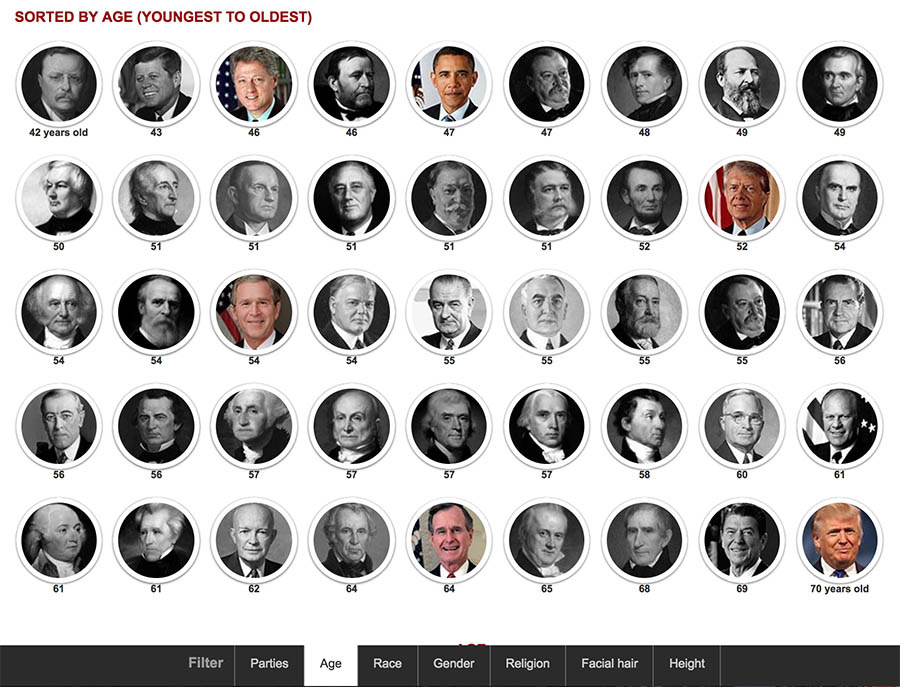 SORTED BY AGE (YOUNGEST TO OLDEST)
42 years old 43 46 46 47 47 48 49 49
50 51 51 51 51 51 52 52 54
54 54 54 54 55 55 55 55 56
56 56 57 57 57 57 58 60 61
61 61 62 64 64 65 68 69 70 years old
Filter Parties Age Race Gender Religion Facial hair Height